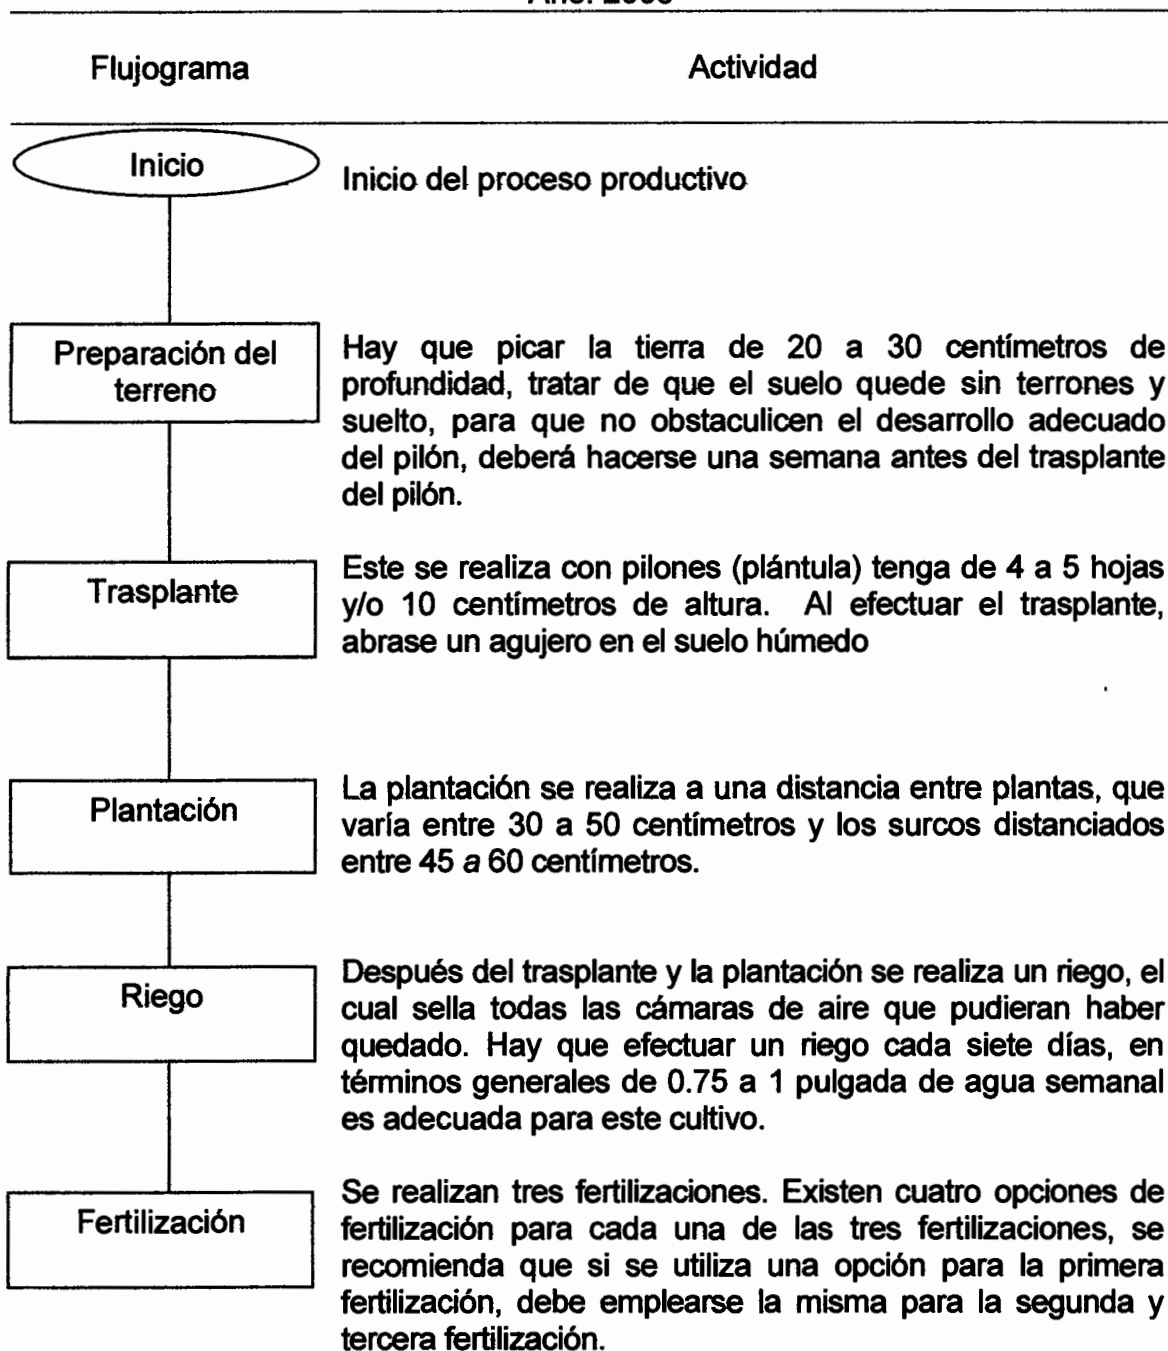 Flujograma
Actividad
Inicio
Inicio del proceso productivo
Preparación del
terreno
Hay que picar la tierra de 20 a 30 centímetros de
profundidad, tratar de que el suelo quede sin terrones y
suelto, para que no obstaculicen el desarrollo adecuado
del pilón, deberá hacerse una semana antes del trasplante
del pilón.
Trasplante
Este se realiza con pilones (plántula) tenga de 4 a 5 hojas
y/o 10 centímetros de altura. Al efectuar el trasplante,
abrase un agujero en el suelo húmedo
Plantación
La plantación se realiza a una distancia entre plantas, que
varía entre 30 a 50 centímetros y los surcos distanciados
entre 45 a 60 centímetros.
Riego
Después del trasplante y la plantación se realiza un riego, el
cual sella todas las cámaras de aire que pudieran haber
quedado. Hay que efectuar un riego cada siete días, en
términos generales de 0.75 a 1 pulgada de agua semanal
es adecuada para este cultivo.
Fertilización
Se realizan tres fertilizaciones. Existen cuatro opciones de
fertilización para cada una de las tres fertilizaciones, se
recomienda que si se utiliza una opción para la primera
fertilización, debe emplearse la misma para la segunda y
tercera fertilización.